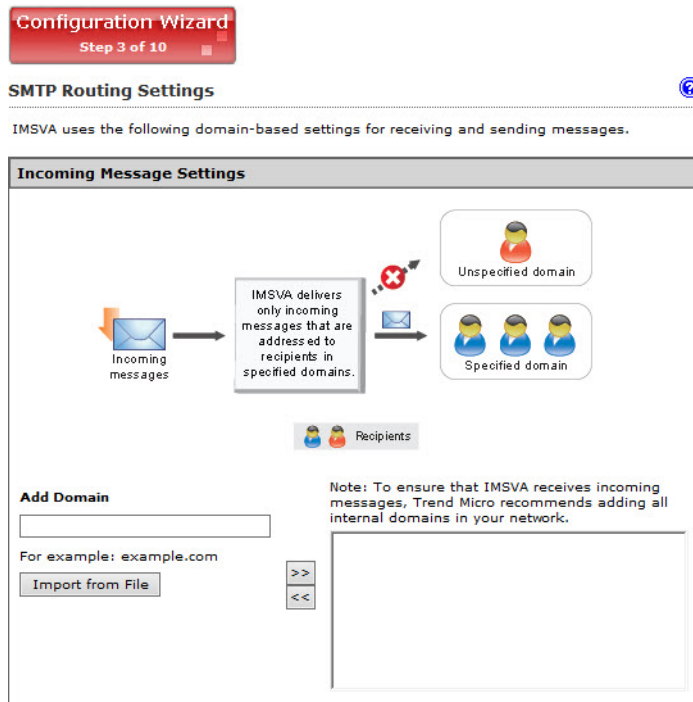 Configuration Wizard
Step 3 of 10
SMTP Routing Settings
?
IMSVA uses the following domain-based settings for receiving and sending messages.
Incoming Message Settings
Incoming
messages
IMSVA delivers
only incoming
messages that are
addressed to
recipients in
specified domains.
Unspecified domain
Specified domain
Recipients
Add Domain
For example: example.com
Import from File
>>
<<
Note: To ensure that IMSVA receives incoming
messages, Trend Micro recommends adding all
internal domains in your network.